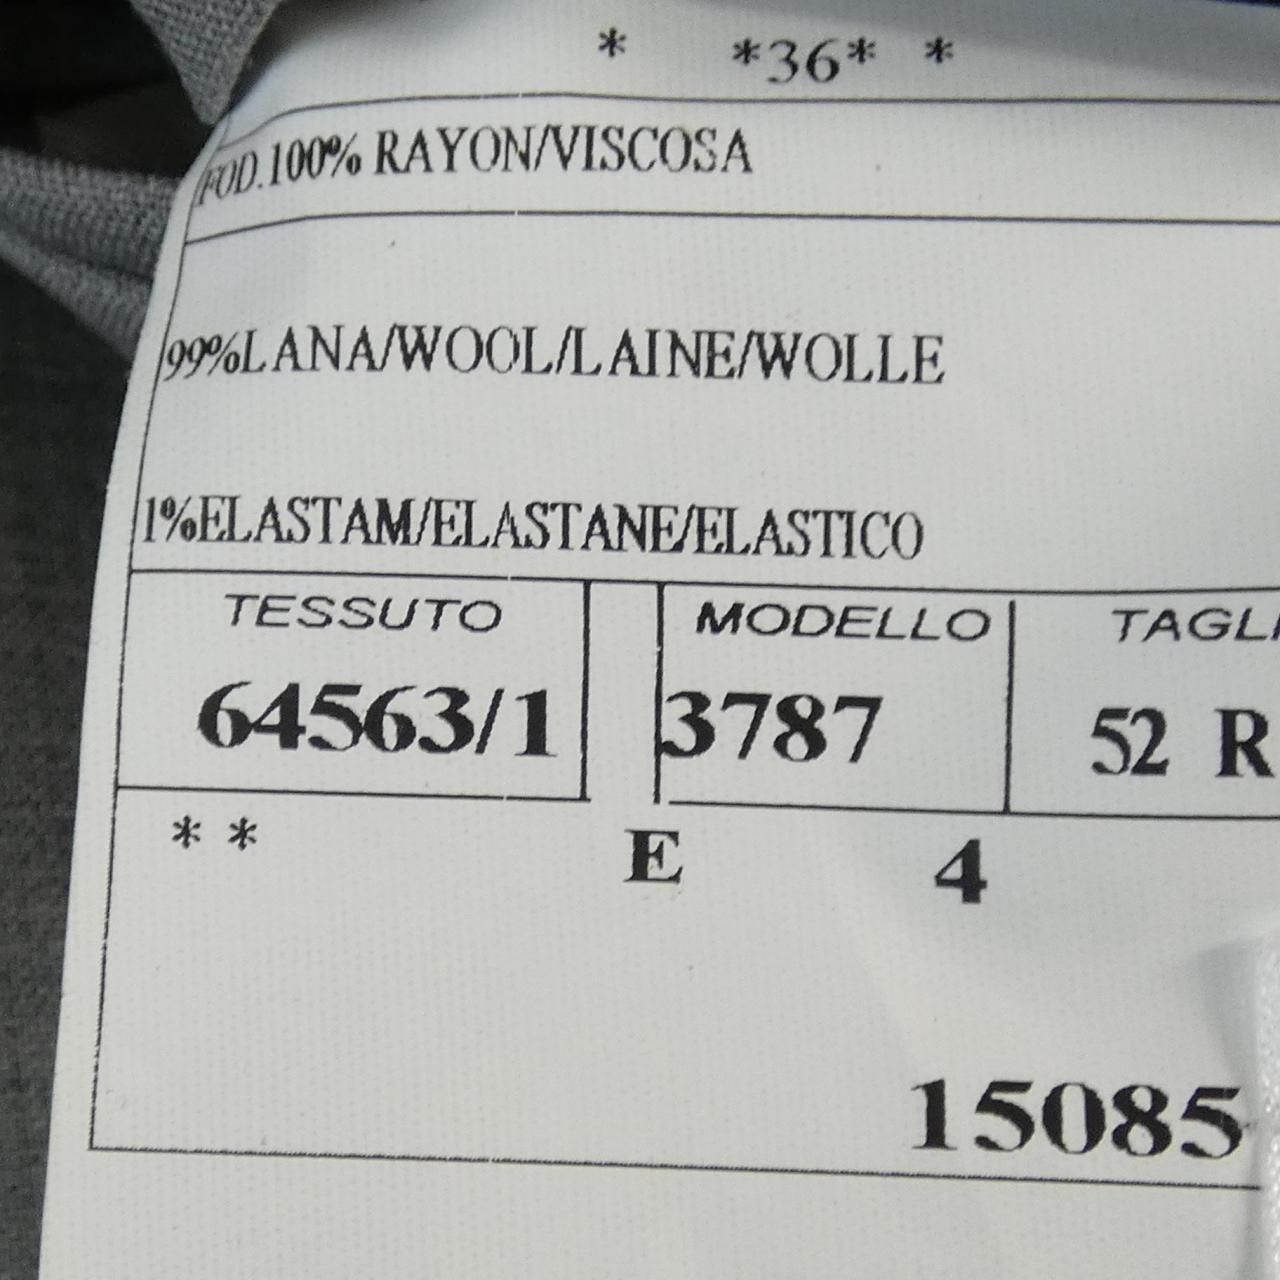 * *36* *
FOD.100% RAYON/VISCOSA
99%LANA/WOOL/LAINE/WOLLE
1%ELASTAM/ELASTANE/ELASTICO
TESSUTO MODELLO TAGLI
64563/1 3787 52 R
* * E 4
15085